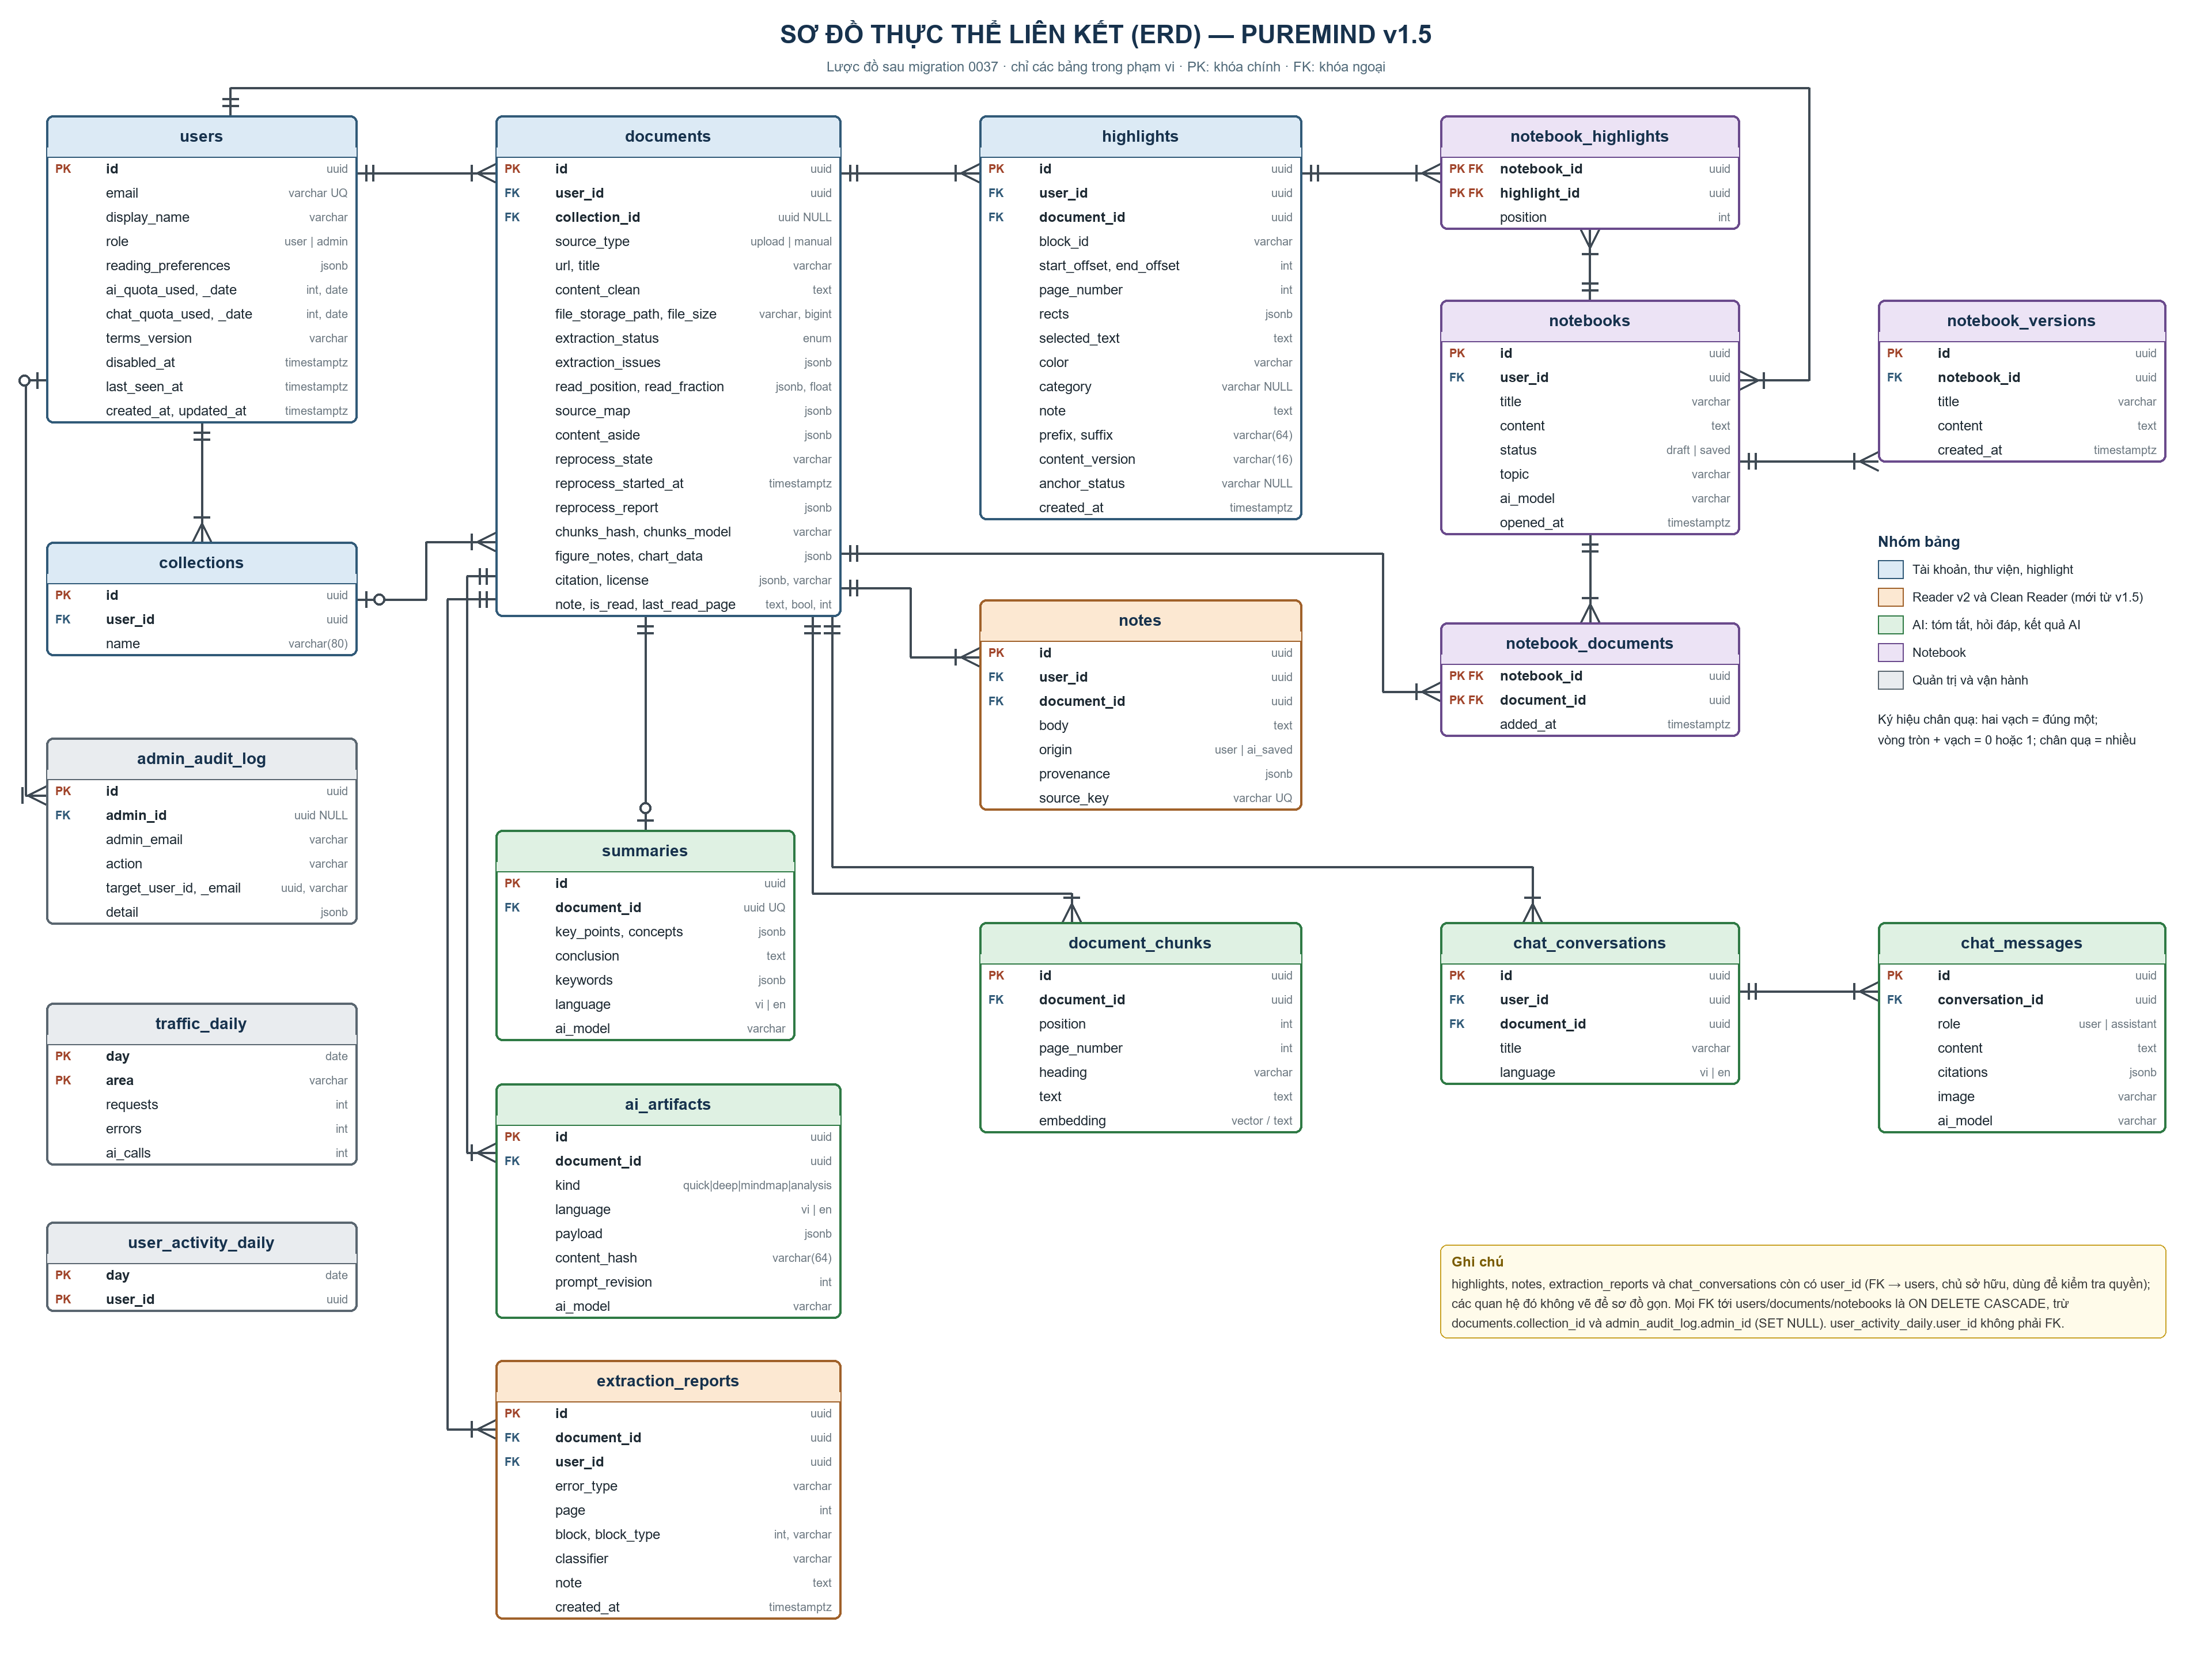 SƠ ĐỒ THỰC THỂ LIÊN KẾT (ERD) — PUREMIND v1.5
Lược đồ sau migration 0037 · chỉ các bảng trong phạm vi · PK: khóa chính · FK: khóa ngoại
users
PK id uuid
email varchar UQ
display_name varchar
role user | admin
reading_preferences jsonb
ai_quota_used, _date int, date
chat_quota_used, _date int, date
terms_version varchar
disabled_at timestamptz
last_seen_at timestamptz
created_at, updated_at timestamptz
collections
PK id uuid
FK user_id uuid
name varchar(80)
admin_audit_log
PK id uuid
FK admin_id uuid NULL
admin_email varchar
action varchar
target_user_id, _email uuid, varchar
detail jsonb
traffic_daily
PK day date
PK area varchar
requests int
errors int
ai_calls int
user_activity_daily
PK day date
PK user_id uuid
documents
PK id uuid
FK user_id uuid
FK collection_id uuid NULL
source_type upload | manual
url, title varchar
content_clean text
file_storage_path, file_size varchar, bigint
extraction_status enum
extraction_issues jsonb
read_position, read_fraction jsonb, float
source_map jsonb
content_aside jsonb
reprocess_state varchar
reprocess_started_at timestamptz
reprocess_report jsonb
chunks_hash, chunks_model varchar
figure_notes, chart_data jsonb
citation, license jsonb, varchar
note, is_read, last_read_page text, bool, int
summaries
PK id uuid
FK document_id uuid UQ
key_points, concepts jsonb
conclusion text
keywords jsonb
language vi | en
ai_model varchar
ai_artifacts
PK id uuid
FK document_id uuid
kind quick|deep|mindmap|analysis
language vi | en
payload jsonb
content_hash varchar(64)
prompt_revision int
ai_model varchar
extraction_reports
PK id uuid
FK document_id uuid
FK user_id uuid
error_type varchar
page int
block, block_type int, varchar
classifier varchar
note text
created_at timestamptz
highlights
PK id uuid
FK user_id uuid
FK document_id uuid
block_id varchar
start_offset, end_offset int
page_number int
rects jsonb
selected_text text
color varchar
category varchar NULL
note text
prefix, suffix varchar(64)
content_version varchar(16)
anchor_status varchar NULL
created_at timestamptz
notes
PK id uuid
FK user_id uuid
FK document_id uuid
body text
origin user | ai_saved
provenance jsonb
source_key varchar UQ
document_chunks
PK id uuid
FK document_id uuid
position int
page_number int
heading varchar
text text
embedding vector / text
notebook_highlights
PK FK notebook_id uuid
PK FK highlight_id uuid
position int
notebooks
PK id uuid
FK user_id uuid
title varchar
content text
status draft | saved
topic varchar
ai_model varchar
opened_at timestamptz
notebook_documents
PK FK notebook_id uuid
PK FK document_id uuid
added_at timestamptz
chat_conversations
PK id uuid
FK user_id uuid
FK document_id uuid
title varchar
language vi | en
notebook_versions
PK id uuid
FK notebook_id uuid
title varchar
content text
created_at timestamptz
Nhóm bảng
Tài khoản, thư viện, highlight
Reader v2 và Clean Reader (mới từ v1.5)
AI: tóm tắt, hỏi đáp, kết quả AI
Notebook
Quản trị và vận hành
Ký hiệu chân quạ: hai vạch = đúng một;
vòng tròn + vạch = 0 hoặc 1; chân quạ = nhiều
chat_messages
PK id uuid
FK conversation_id uuid
role user | assistant
content text
citations jsonb
image varchar
ai_model varchar
Ghi chú
highlights, notes, extraction_reports và chat_conversations còn có user_id (FK → users, chủ sở hữu, dùng để kiểm tra quyền);
các quan hệ đó không vẽ để sơ đồ gọn. Mọi FK tới users/documents/notebooks là ON DELETE CASCADE, trừ
documents.collection_id và admin_audit_log.admin_id (SET NULL). user_activity_daily.user_id không phải FK.